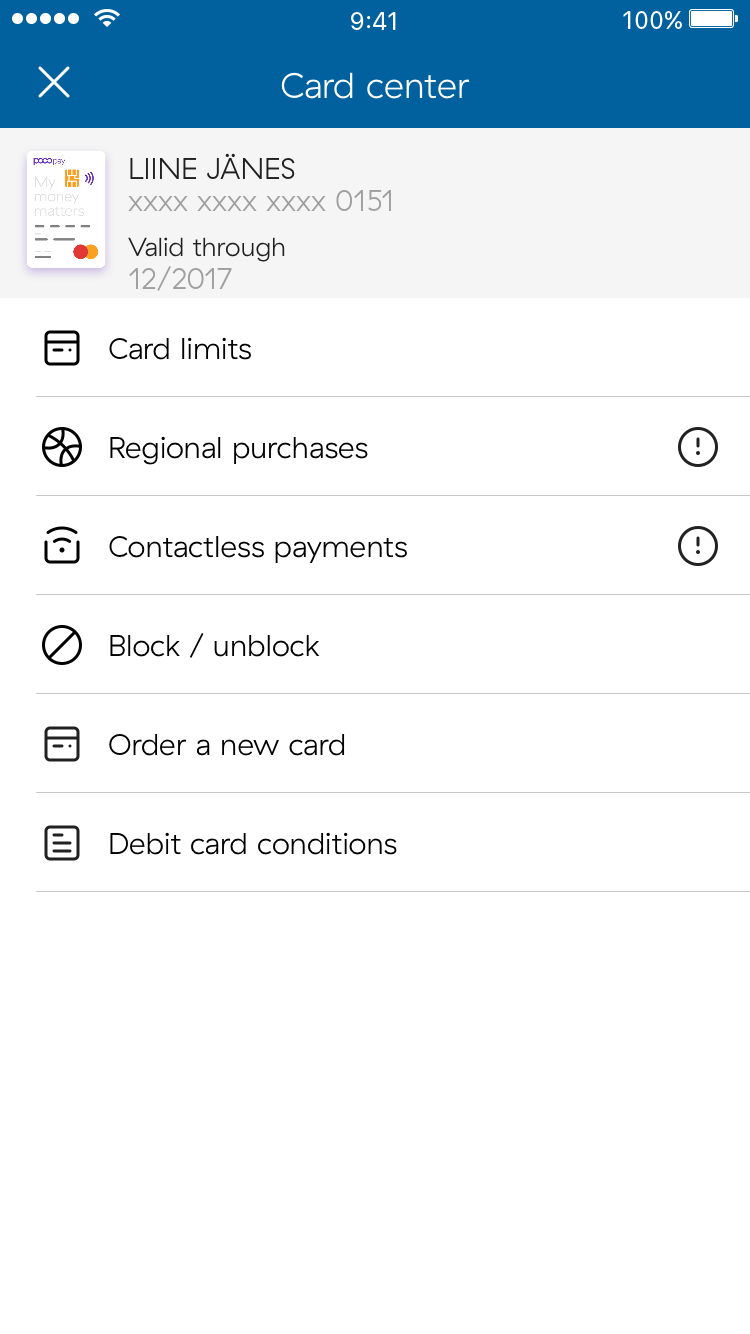 9:41
100%
Card center
pocopay
My
money
matters
LIINE JÄNES
xxxx xxxx xxxx 0151
Valid through
12/2017
Card limits
Regional purchases
Contactless payments
Block / unblock
Order a new card
Debit card conditions